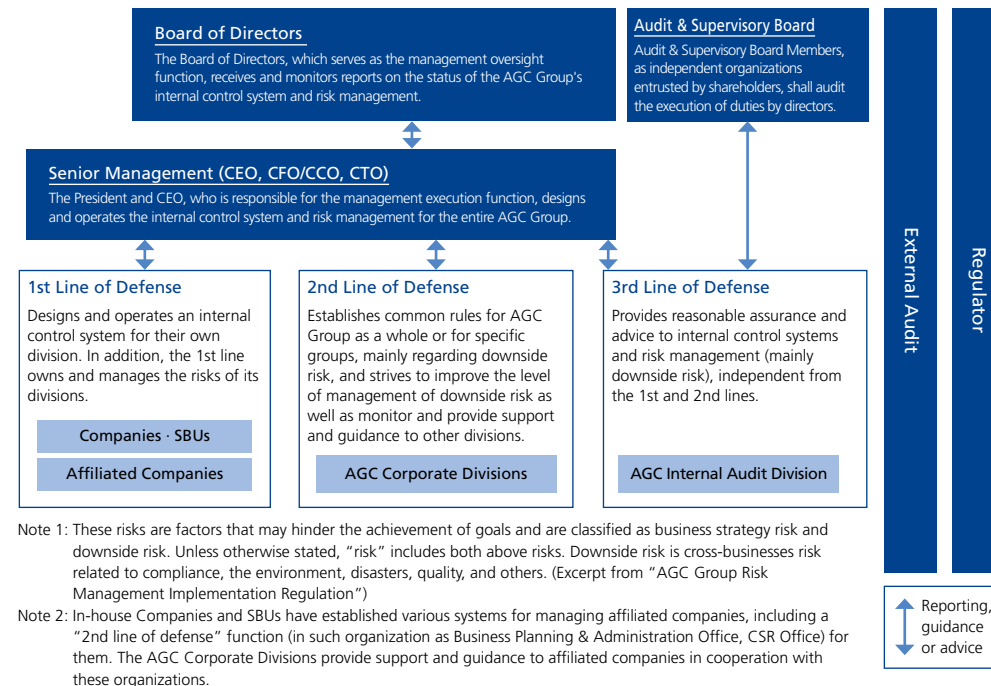 Board of Directors
The Board of Directors, which serves as the management oversight
function, receives and monitors reports on the status of the AGC Group's
internal control system and risk management.
Audit & Supervisory Board
Audit & Supervisory Board Members,
as independent organizations
entrusted by shareholders, shall audit
the execution of duties by directors.
Senior Management (CEO, CFO/CCO, CTO)
The President and CEO, who is responsible for the management execution function, designs
and operates the internal control system and risk management for the entire AGC Group.
1st Line of Defense
Designs and operates an internal
control system for their own
division. In addition, the 1st line
owns and manages the risks of its
divisions.
Companies · SBUs
Affiliated Companies
2nd Line of Defense
Establishes common rules for AGC
Group as a whole or for specific
groups, mainly regarding downside
risk, and strives to improve the level
of management of downside risk as
well as monitor and provide support
and guidance to other divisions.
AGC Corporate Divisions
3rd Line of Defense
Provides reasonable assurance and
advice to internal control systems
and risk management (mainly
downside risk), independent from
the 1st and 2nd lines.
AGC Internal Audit Division
External Audit
Regulator
Note 1: These risks are factors that may hinder the achievement of goals and are classified as business strategy risk and
downside risk. Unless otherwise stated, “risk” includes both above risks. Downside risk is cross-businesses risk
related to compliance, the environment, disasters, quality, and others. (Excerpt from “AGC Group Risk
Management Implementation Regulation”)
Note 2: In-house Companies and SBUs have established various systems for managing affiliated companies, including a
“2nd line of defense” function (in such organization as Business Planning & Administration Office, CSR Office) for
them. The AGC Corporate Divisions provide support and guidance to affiliated companies in cooperation with
these organizations.
Reporting,
guidance
or advice